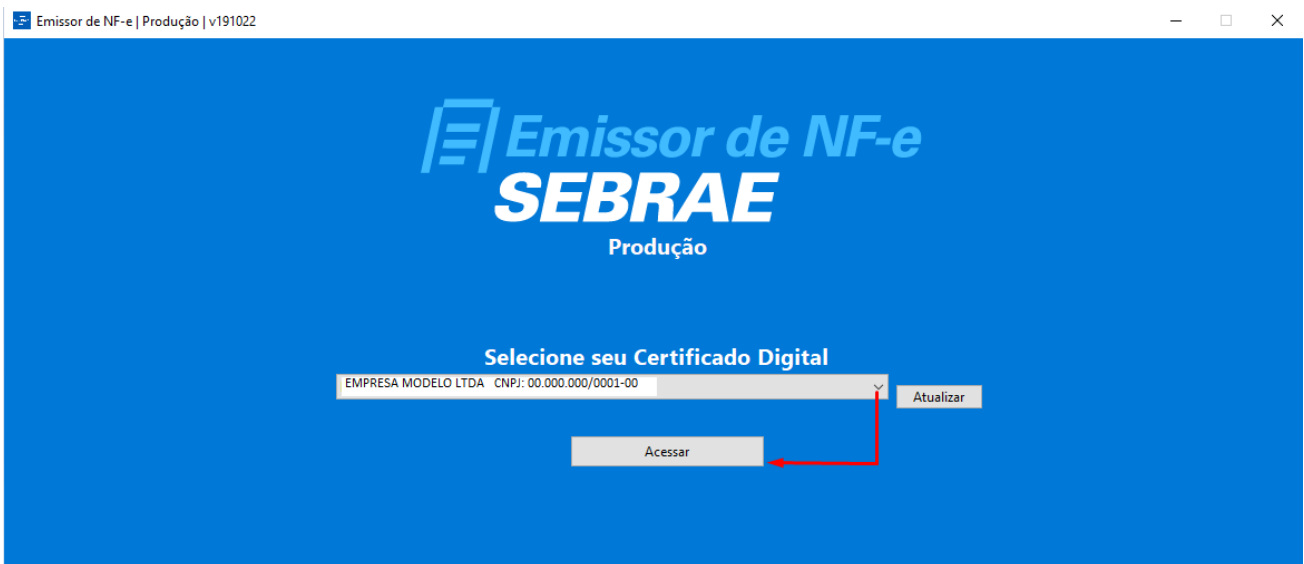 Emissor de NF-e | Produção | v191022
Emissor de NF-e
SEBRAE
Produção
Selecione seu Certificado Digital
EMPRESA MODELO LTDA CNPJ: 00.000.000/0001-00
Atualizar
Acessar